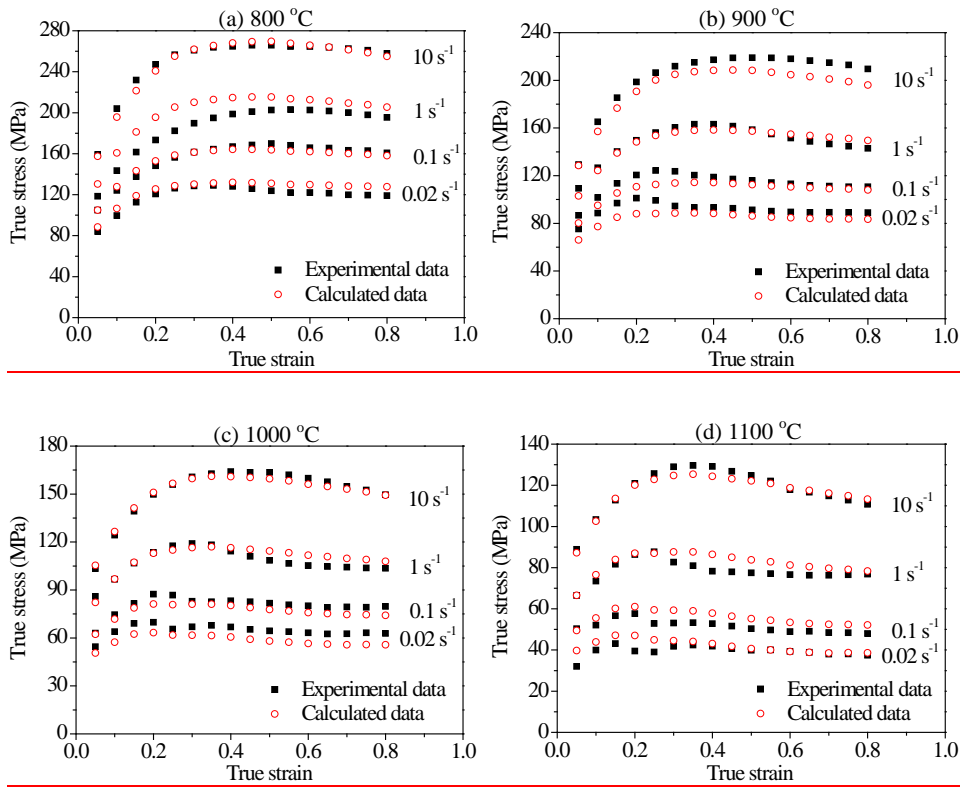 (a) 800 °C
280
240
200
160
120
80
40
0
True stress (MPa)
10 s⁻¹
1 s⁻¹
0.1 s⁻¹
0.02 s⁻¹
Experimental data
Calculated data
0.0 0.2 0.4 0.6 0.8 1.0
True strain
(b) 900 °C
240
200
160
120
80
40
0
True stress (MPa)
10 s⁻¹
1 s⁻¹
0.1 s⁻¹
0.02 s⁻¹
Experimental data
Calculated data
0.0 0.2 0.4 0.6 0.8 1.0
True strain
(c) 1000 °C
180
150
120
90
60
30
0
True stress (MPa)
10 s⁻¹
1 s⁻¹
0.1 s⁻¹
0.02 s⁻¹
Experimental data
Calculated data
0.0 0.2 0.4 0.6 0.8 1.0
True strain
(d) 1100 °C
140
120
100
80
60
40
20
0
True stress (MPa)
10 s⁻¹
1 s⁻¹
0.1 s⁻¹
0.02 s⁻¹
Experimental data
Calculated data
0.0 0.2 0.4 0.6 0.8 1.0
True strain